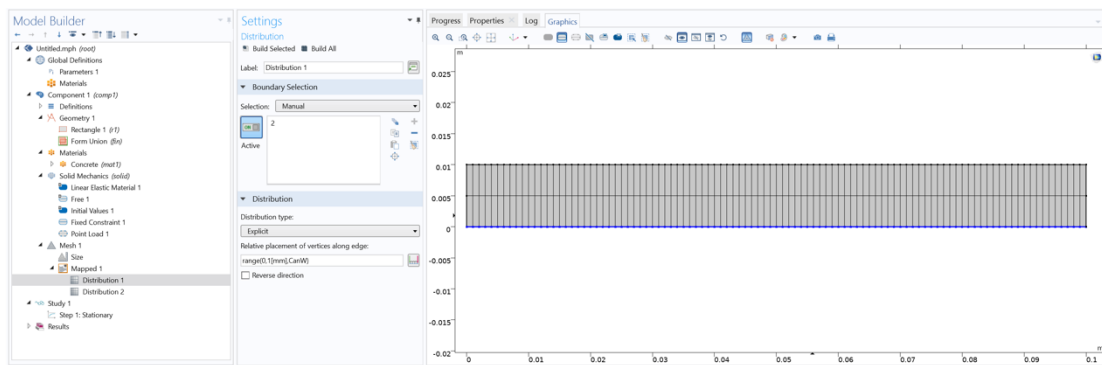 Model Builder
Untitled.mph (root)
Global Definitions
Parameters 1
Materials
Component 1 (comp1)
Definitions
Geometry 1
Rectangle 1 (r1)
Form Union (fin)
Materials
Concrete (mat1)
Solid Mechanics (solid)
Linear Elastic Material 1
Free 1
Initial Values 1
Fixed Constraint 1
Point Load 1
Mesh 1
Size
Mapped 1
Distribution 1
Distribution 2
Study 1
Step 1: Stationary
Results
Settings
Distribution
Build Selected Build All
Label: Distribution 1
Boundary Selection
Selection: Manual
2
Active
Distribution
Distribution type:
Explicit
Relative placement of vertices along edge:
range(0,1[mm],CanW)
Reverse direction
Progress Properties Log Graphics
m
0.025
0.02
0.015
0.01
0.005
0
-0.005
-0.01
-0.015
-0.02
m
0 0.01 0.02 0.03 0.04 0.05 0.06 0.07 0.08 0.09 0.1